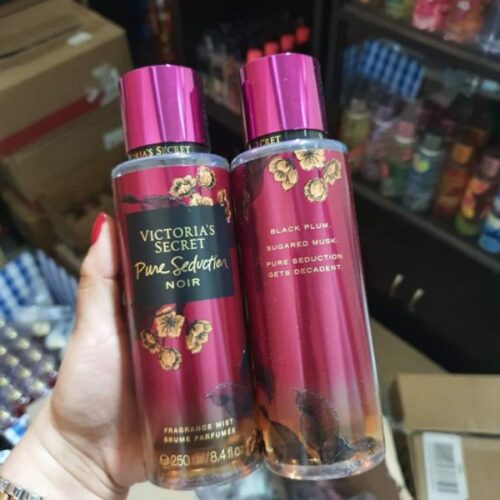 VICTORIA'S SECRET
VICTORIA'S
SECRET
Pure Seduction
NOIR
FRAGRANCE MIST
BRUME PARFUMÉE
250 ml/8.4 fl oz
BLACK PLUM.
SUGARED MUSK.
PURE SEDUCTION
GETS DECADENT.